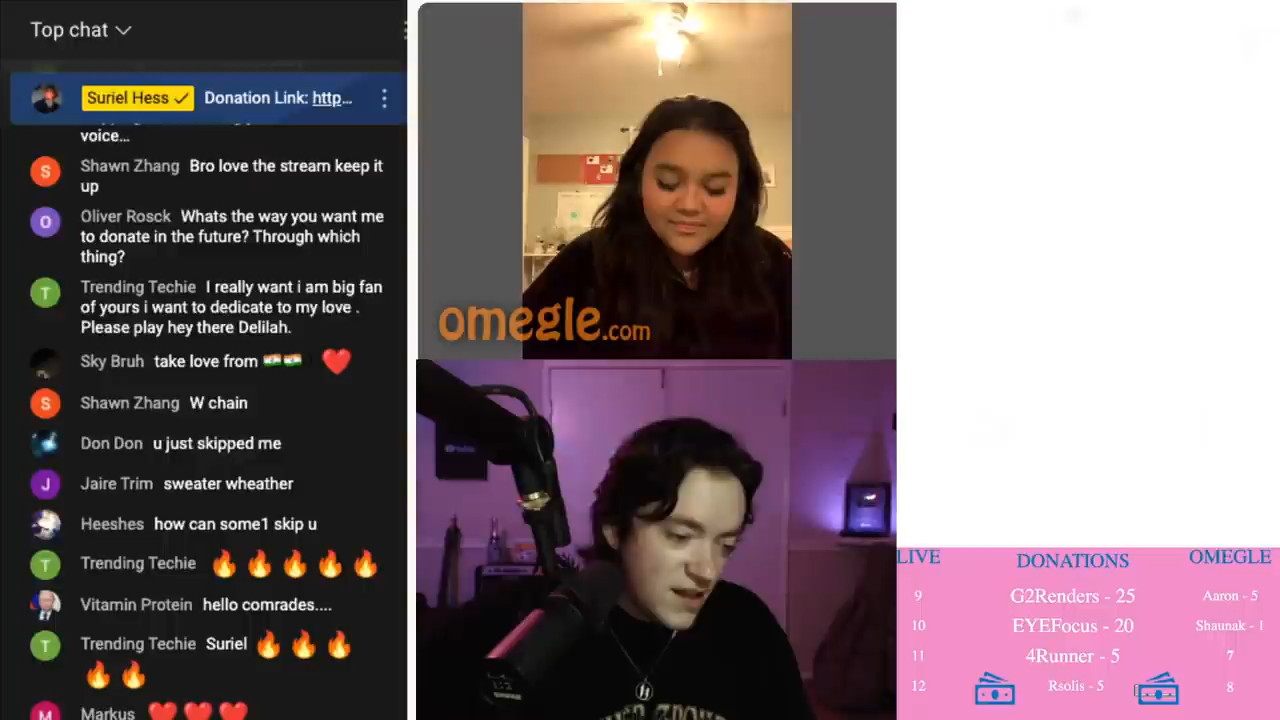 Top chat
Suriel Hess Donation Link: http...
voice...
Shawn Zhang Bro love the stream keep it
up
Oliver Rosck Whats the way you want me
to donate in the future? Through which
thing?
Trending Techie I really want i am big fan
of yours i want to dedicate to my love .
Please play hey there Delilah.
Sky Bruh take love from 🇮🇳🇮🇳 ❤️
Shawn Zhang W chain
Don Don u just skipped me
Jaire Trim sweater wheather
Heeshes how can some1 skip u
Trending Techie 🔥🔥🔥🔥🔥
Vitamin Protein hello comrades....
Trending Techie Suriel 🔥🔥🔥
🔥🔥
Markus ❤️❤️❤️
omegle.com
LIVE DONATIONS OMEGLE
9 G2Renders - 25 Aaron - 5
10 EYEFocus - 20 Shaunak - 1
11 4Runner - 5 7
12 Rsolis - 5 8